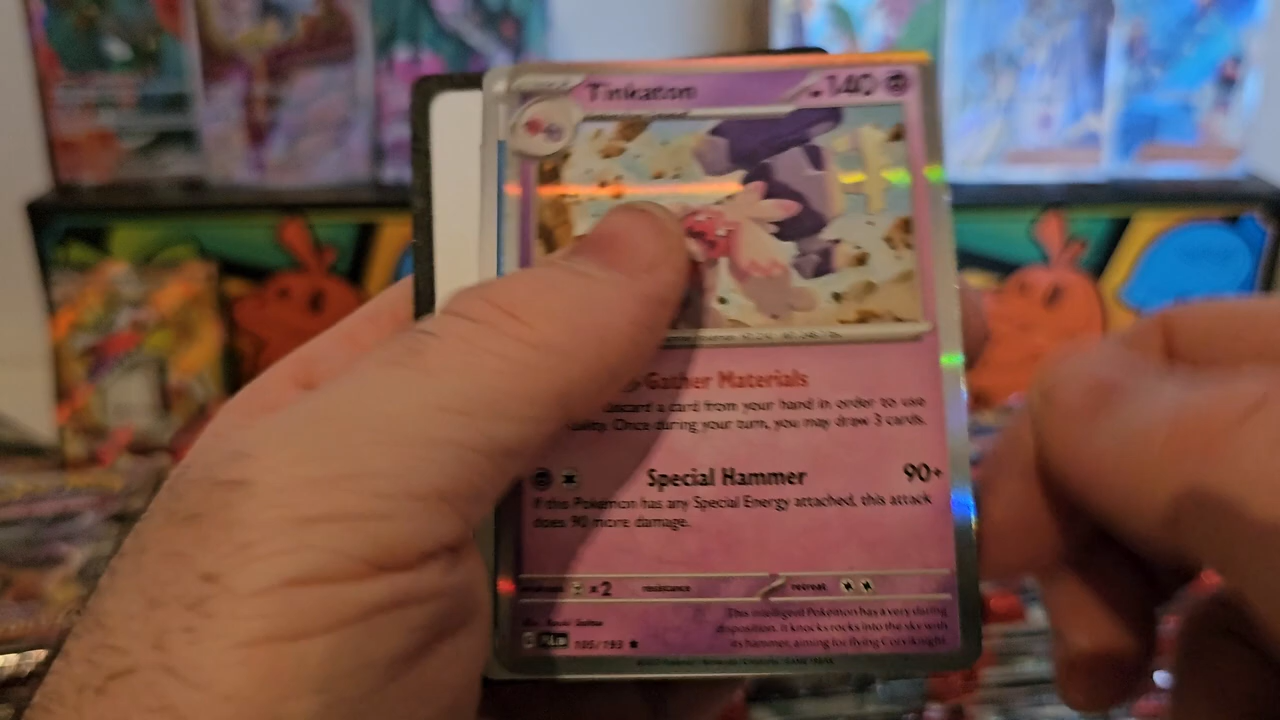 Tinkaton 140
Gather Materials
discard a card from your hand in order to use
ability. Once during your turn, you may draw 3 cards.
Special Hammer 90+
If this Pokémon has any Special Energy attached, this attack
does 90 more damage.
weakness x2 resistance retreat
This intelligent Pokémon has a very daring
disposition. It knocks rocks into the sky with
its hammer, aiming for flying Corviknight.
105/193